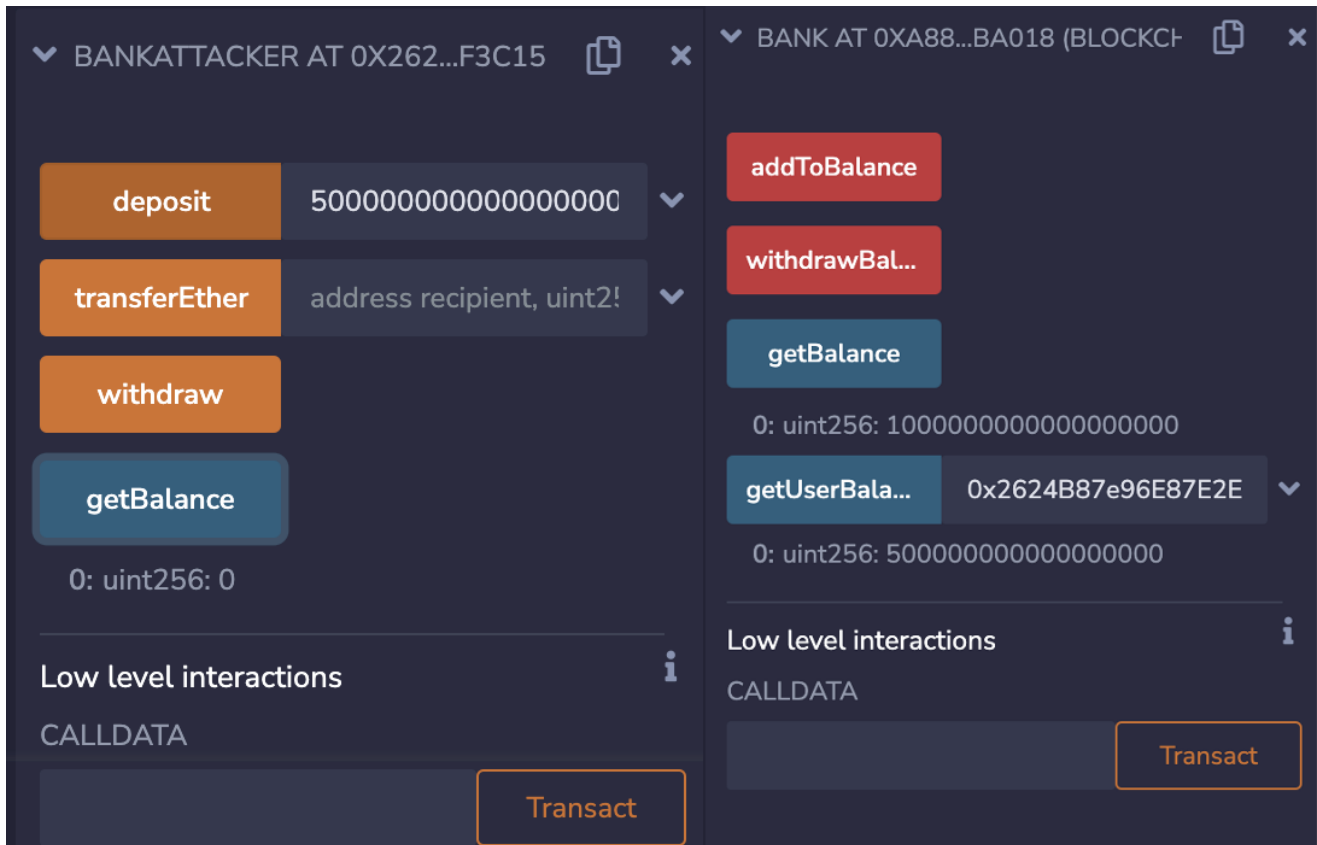 BANKATTACKER AT 0X262...F3C15
deposit 500000000000000000
transferEther address recipient, uint25
withdraw
getBalance
0: uint256: 0
Low level interactions
i
CALLDATA
Transact
BANK AT 0XA88...BA018 (BLOCKCH
addToBalance
withdrawBal...
getBalance
0: uint256: 1000000000000000000
getUserBala... 0x2624B87e96E87E2E
0: uint256: 500000000000000000
Low level interactions
i
CALLDATA
Transact